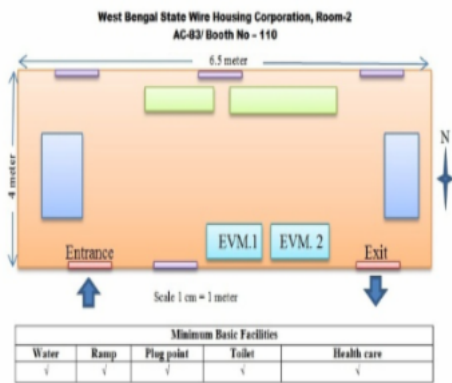 West Bengal State Wire Housing Corporation, Room-2
AC-83/ Booth No – 110
6.5 meter
4 meter
N
EVM.1
EVM. 2
Entrance
Exit
Scale 1 cm = 1 meter
Minimum Basic Facilities
Water Ramp Plug point Toilet Health care
√ √ √ √ √